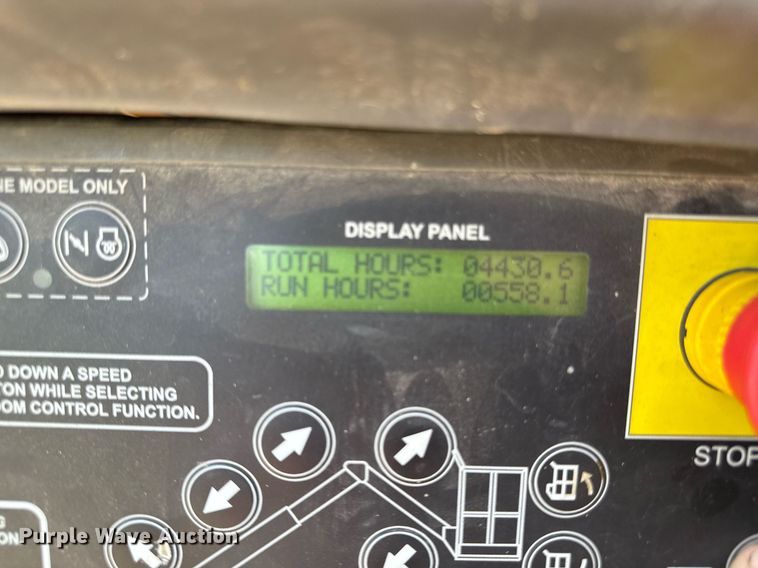 NE MODEL ONLY
DISPLAY PANEL
TOTAL HOURS: 04430.6
RUN HOURS: 00558.1
DOWN A SPEED
TON WHILE SELECTING
OOM CONTROL FUNCTION.
STOP
G
ON
Purple Wave Auction